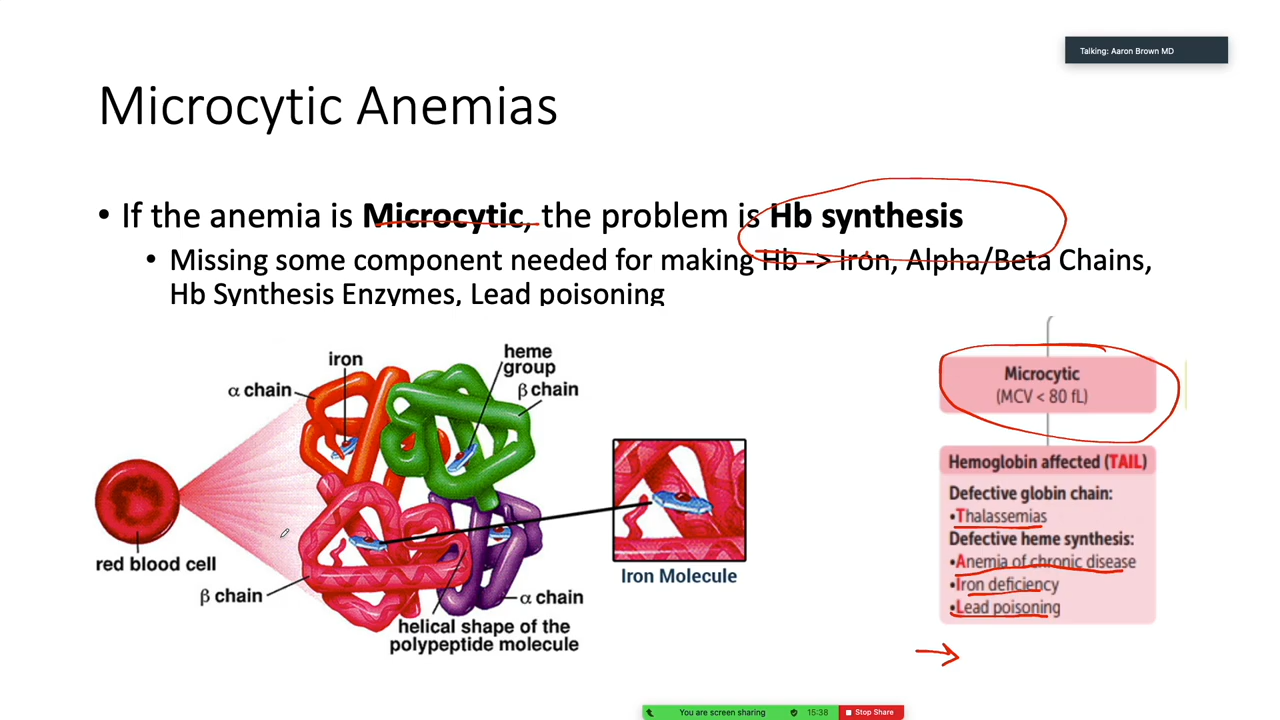 Talking: Aaron Brown MD
Microcytic Anemias
• If the anemia is Microcytic, the problem is Hb synthesis
• Missing some component needed for making Hb -> Iron, Alpha/Beta Chains,
Hb Synthesis Enzymes, Lead poisoning
iron
heme
group
α chain
β chain
red blood cell
β chain
α chain
helical shape of the
polypeptide molecule
Iron Molecule
Microcytic
(MCV < 80 fL)
Hemoglobin affected (TAIL)
Defective globin chain:
•Thalassemias
Defective heme synthesis:
•Anemia of chronic disease
•Iron deficiency
•Lead poisoning
You are screen sharing
15:38
Stop Share